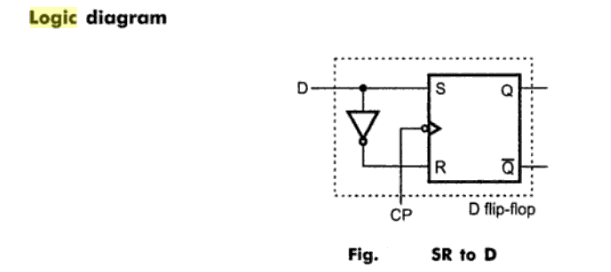 Logic diagram
D
S
Q
R
Q̅
CP
D flip-flop
Fig. SR to D